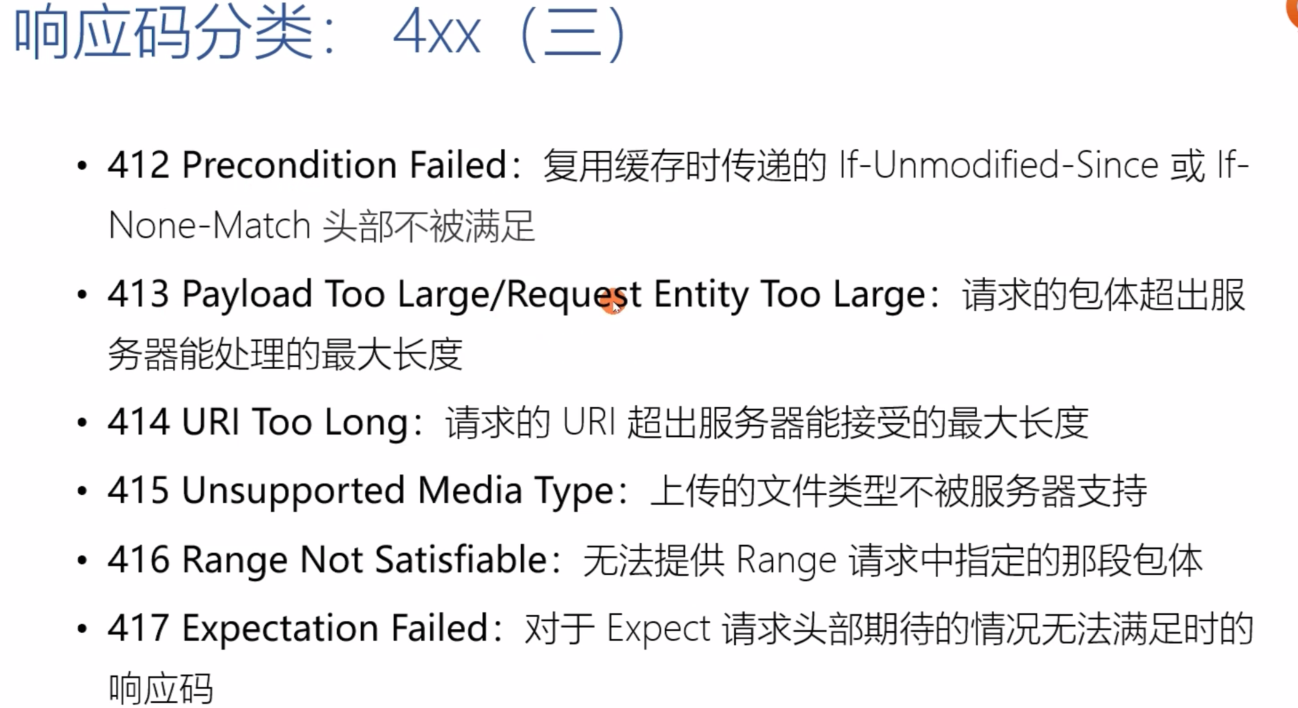 响应码分类： 4xx（三）
• 412 Precondition Failed：复用缓存时传递的 If-Unmodified-Since 或 If-
None-Match 头部不被满足
• 413 Payload Too Large/Request Entity Too Large：请求的包体超出服
务器能处理的最大长度
• 414 URI Too Long：请求的 URI 超出服务器能接受的最大长度
• 415 Unsupported Media Type：上传的文件类型不被服务器支持
• 416 Range Not Satisfiable：无法提供 Range 请求中指定的那段包体
• 417 Expectation Failed：对于 Expect 请求头部期待的情况无法满足时的
响应码